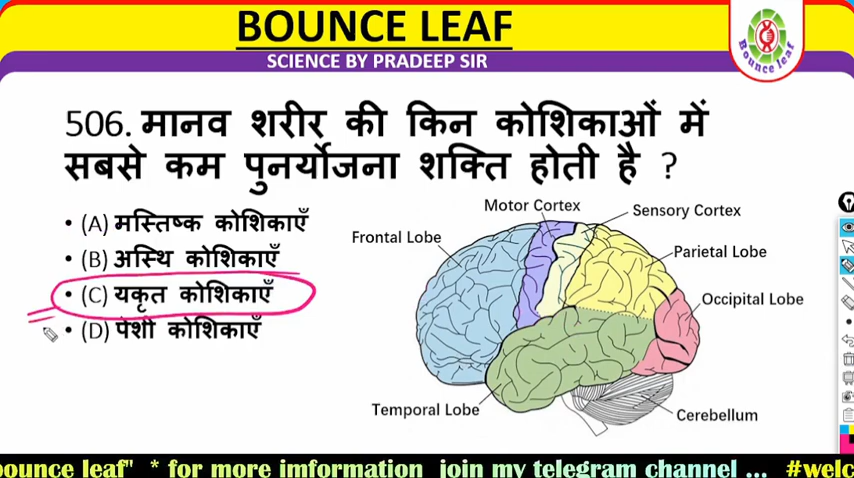 BOUNCE LEAF
SCIENCE BY PRADEEP SIR
Bounce leaf
506. मानव शरीर की किन कोशिकाओं में
सबसे कम पुनर्योजना शक्ति होती है ?
• (A) मस्तिष्क कोशिकाएँ
• (B) अस्थि कोशिकाएँ
• (C) यकृत कोशिकाएँ
• (D) पेशी कोशिकाएँ
Motor Cortex
Sensory Cortex
Frontal Lobe
Parietal Lobe
Occipital Lobe
Temporal Lobe
Cerebellum
bounce leaf" * for more imformation join my telegram channel ... #welc